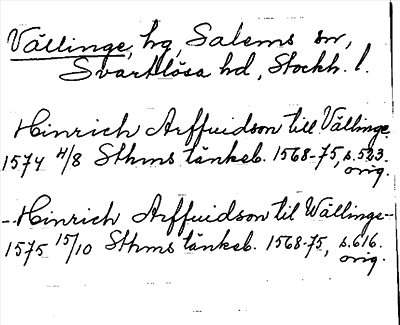 Vällinge, hg, Salems sn,
Svartlösa hd, Stockh. l.
Hinrich Arffuidson till Vällinge
1574 4/8 Sthms tänkeb. 1568-75, s. 523.
orig.
- Hinrich Arffuidson til Wällinge -
1575 15/10 Sthms tänkeb. 1568-75, s. 616.
orig.